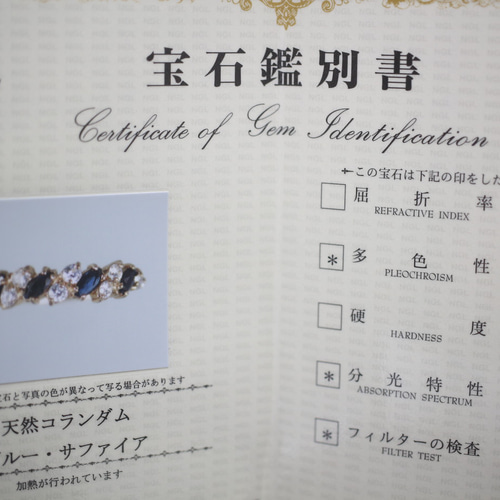 宝石鑑別書
Certificate of Gem Identification
この宝石は下記の印をした
屈折率
REFRACTIVE INDEX
* 多色性
PLEOCHROISM
硬度
HARDNESS
* 分光特性
ABSORPTION SPECTRUM
* フィルターの検査
FILTER TEST
石と写真の色が異なって写る場合があります
天然コランダム
ブルー・サファイア
加熱が行われています